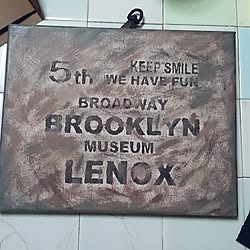 5th KEEP SMILE
WE HAVE FUN
BROADWAY
BROOKLYN
MUSEUM
LENOX